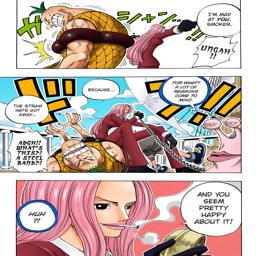 I'M MAD
AT YOU,
SMOKER.
UNGAH!!
FOR WHAT?
A LOT OF
REASONS
COME TO
MIND.
BECAUSE...
THE STRAW
HATS GOT
AWAY...
AGGH!!
WHAT'S
THIS?!
A STEEL
BAND?!
AND YOU
SEEM
PRETTY
HAPPY
ABOUT IT!
HUH
??